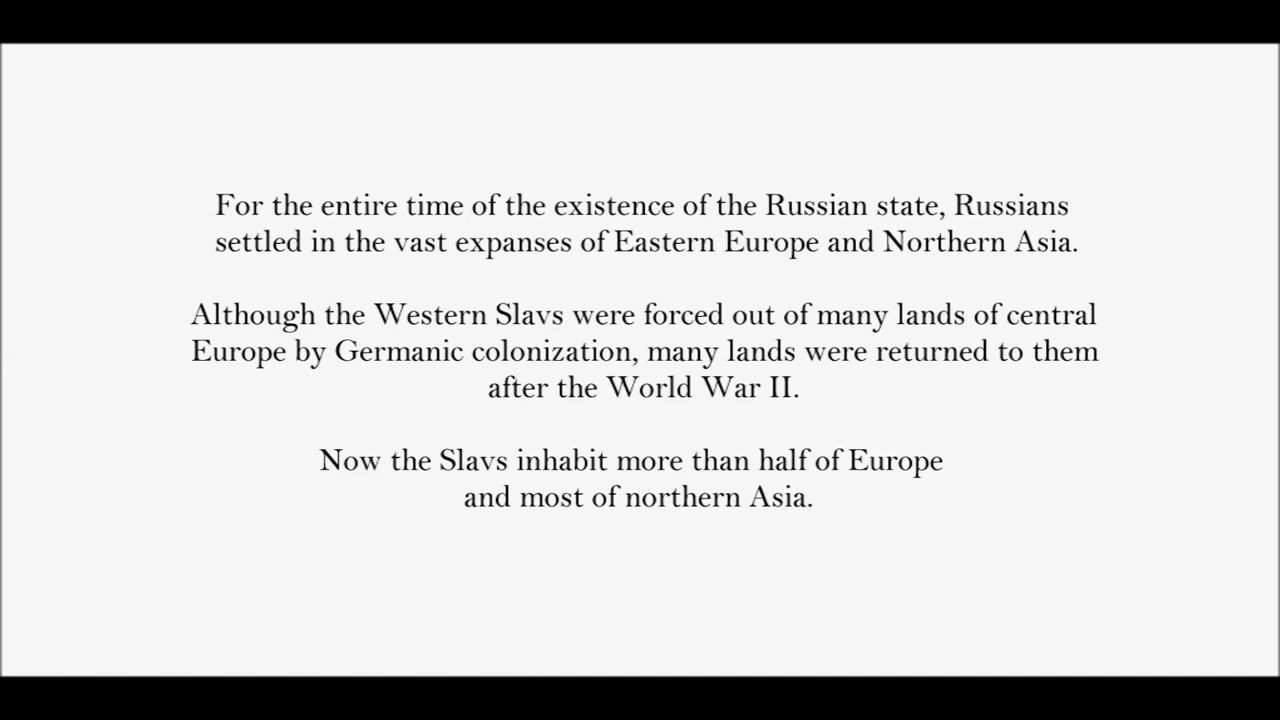 For the entire time of the existence of the Russian state, Russians
settled in the vast expanses of Eastern Europe and Northern Asia.
Although the Western Slavs were forced out of many lands of central
Europe by Germanic colonization, many lands were returned to them
after the World War II.
Now the Slavs inhabit more than half of Europe
and most of northern Asia.